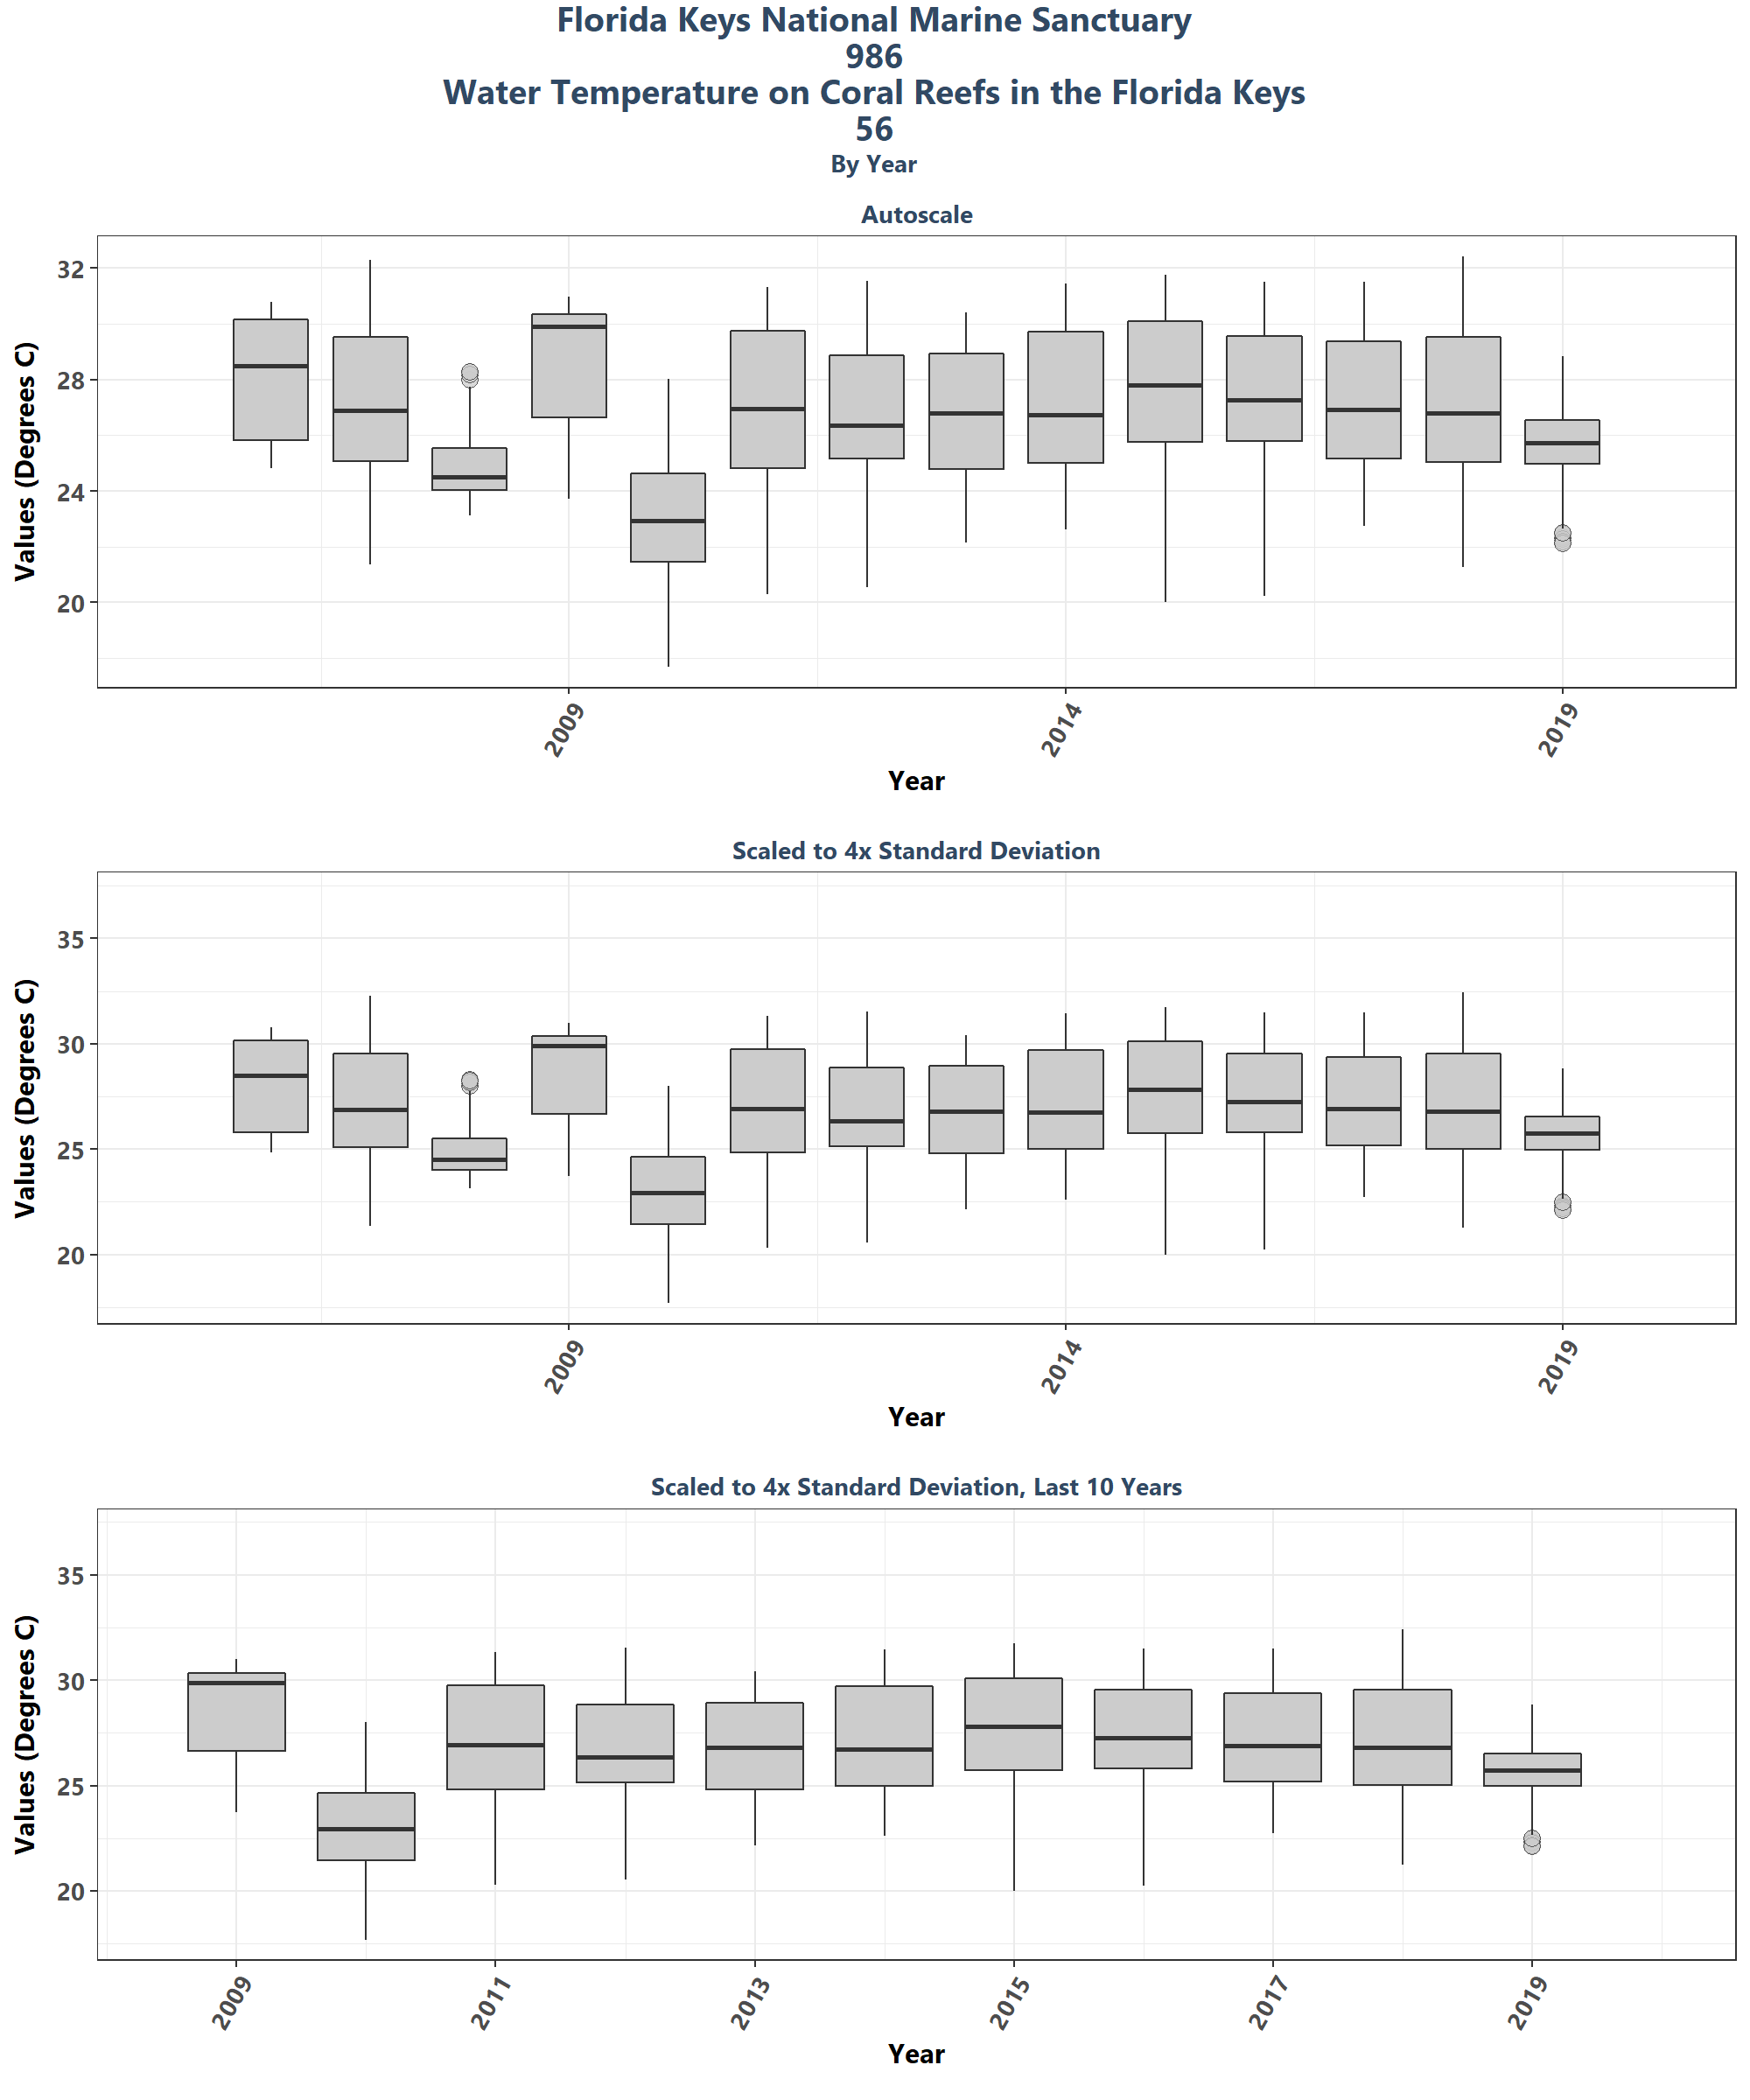 Florida Keys National Marine Sanctuary
986
Water Temperature on Coral Reefs in the Florida Keys
56
By Year
Autoscale
Values (Degrees C)
32
28
24
20
2009
2014
2019
Year
Scaled to 4x Standard Deviation
Values (Degrees C)
35
30
25
20
2009
2014
2019
Year
Scaled to 4x Standard Deviation, Last 10 Years
Values (Degrees C)
35
30
25
20
2009
2011
2013
2015
2017
2019
Year